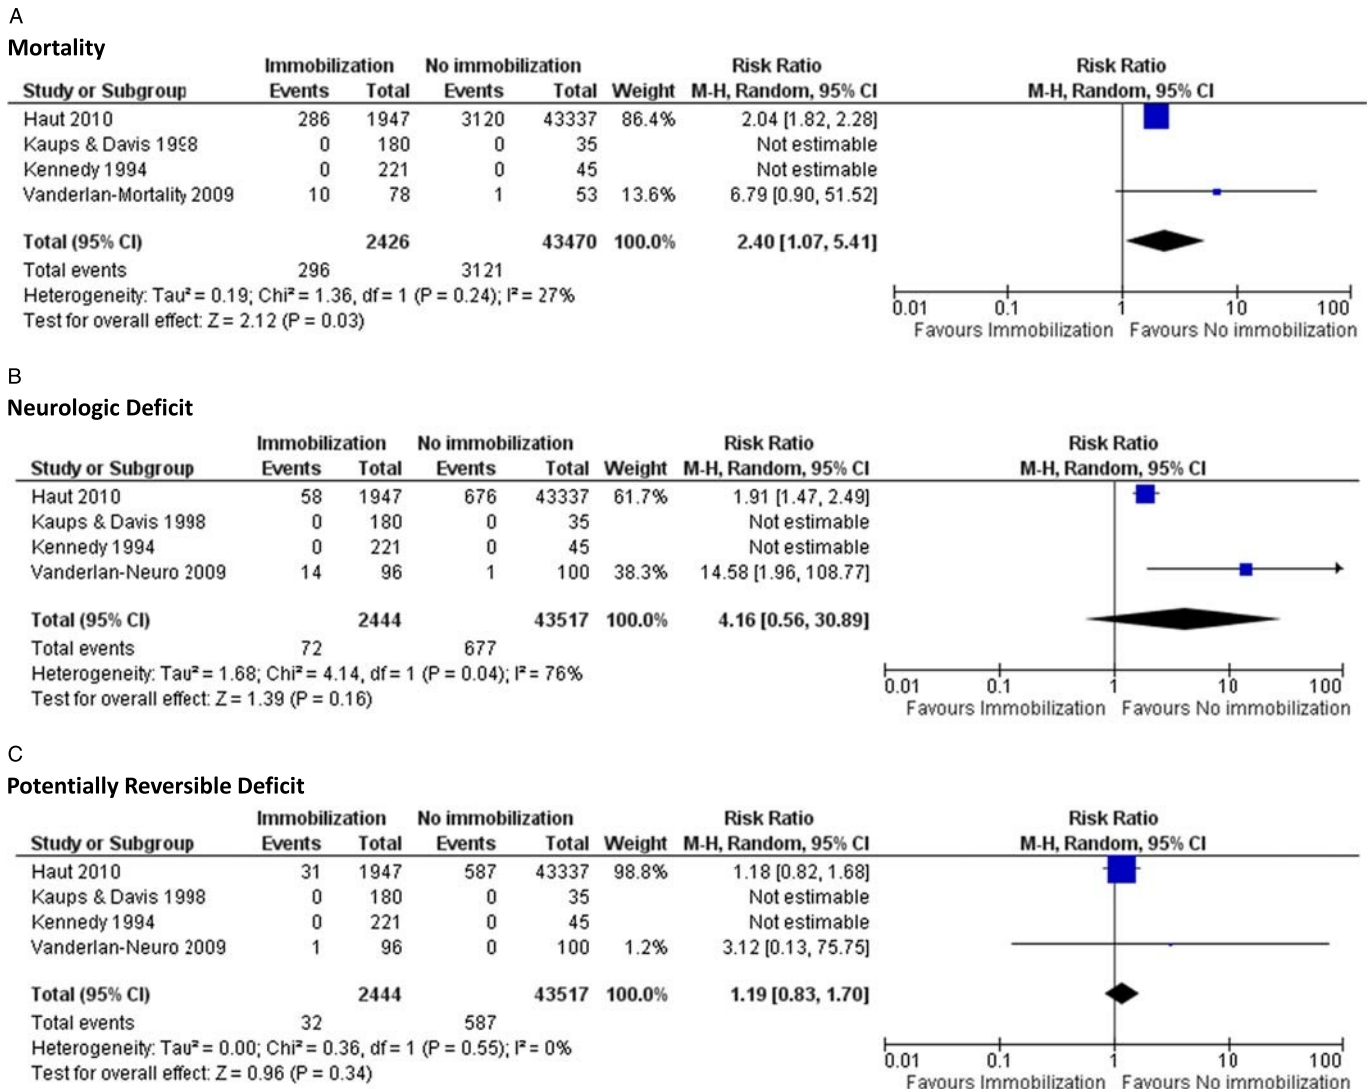 A
Mortality
Immobilization No immobilization Risk Ratio Risk Ratio
Study or Subgroup Events Total Events Total Weight M-H, Random, 95% CI M-H, Random, 95% CI
Haut 2010 286 1947 3120 43337 86.4% 2.04 [1.82, 2.28]
Kaups & Davis 1998 0 180 0 35 Not estimable
Kennedy 1994 0 221 0 45 Not estimable
Vanderlan-Mortality 2009 10 78 1 53 13.6% 6.79 [0.90, 51.52]
Total (95% CI) 2426 43470 100.0% 2.40 [1.07, 5.41]
Total events 296 3121
Heterogeneity: Tau² = 0.19; Chi² = 1.36, df = 1 (P = 0.24); I² = 27%
Test for overall effect: Z = 2.12 (P = 0.03)
0.01 0.1 1 10 100
Favours Immobilization Favours No immobilization
B
Neurologic Deficit
Immobilization No immobilization Risk Ratio Risk Ratio
Study or Subgroup Events Total Events Total Weight M-H, Random, 95% CI M-H, Random, 95% CI
Haut 2010 58 1947 676 43337 61.7% 1.91 [1.47, 2.49]
Kaups & Davis 1998 0 180 0 35 Not estimable
Kennedy 1994 0 221 0 45 Not estimable
Vanderlan-Neuro 2009 14 96 1 100 38.3% 14.58 [1.96, 108.77]
Total (95% CI) 2444 43517 100.0% 4.16 [0.56, 30.89]
Total events 72 677
Heterogeneity: Tau² = 1.68; Chi² = 4.14, df = 1 (P = 0.04); I² = 76%
Test for overall effect: Z = 1.39 (P = 0.16)
0.01 0.1 1 10 100
Favours Immobilization Favours No immobilization
C
Potentially Reversible Deficit
Immobilization No immobilization Risk Ratio Risk Ratio
Study or Subgroup Events Total Events Total Weight M-H, Random, 95% CI M-H, Random, 95% CI
Haut 2010 31 1947 587 43337 98.8% 1.18 [0.82, 1.68]
Kaups & Davis 1998 0 180 0 35 Not estimable
Kennedy 1994 0 221 0 45 Not estimable
Vanderlan-Neuro 2009 1 96 0 100 1.2% 3.12 [0.13, 75.75]
Total (95% CI) 2444 43517 100.0% 1.19 [0.83, 1.70]
Total events 32 587
Heterogeneity: Tau² = 0.00; Chi² = 0.36, df = 1 (P = 0.55); I² = 0%
Test for overall effect: Z = 0.96 (P = 0.34)
0.01 0.1 1 10 100
Favours Immobilization Favours No immobilization